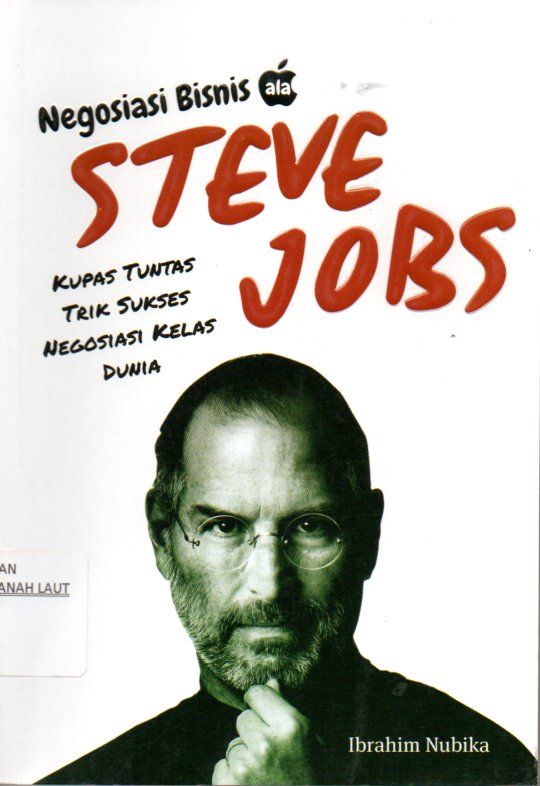 Negosiasi Bisnis ala
STEVE
JOBS
KUPAS TUNTAS
TRIK SUKSES
NEGOSIASI KELAS
DUNIA
AN
ANAH LAUT
Ibrahim Nubika